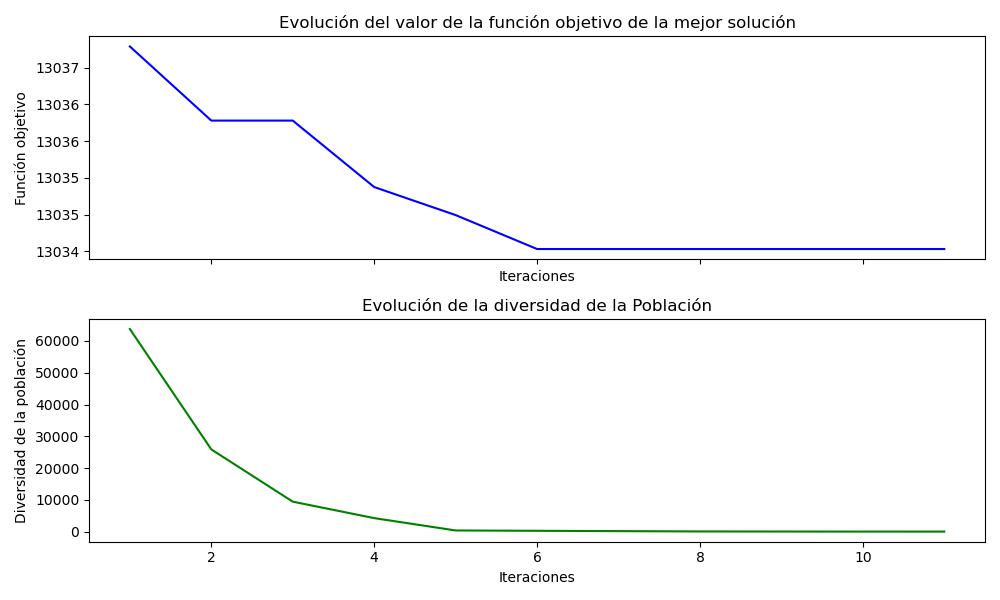 Evolución del valor de la función objetivo de la mejor solución
Función objetivo
13037
13036
13036
13035
13035
13034
Iteraciones
Evolución de la diversidad de la Población
Diversidad de la población
60000
50000
40000
30000
20000
10000
0
2 4 6 8 10
Iteraciones